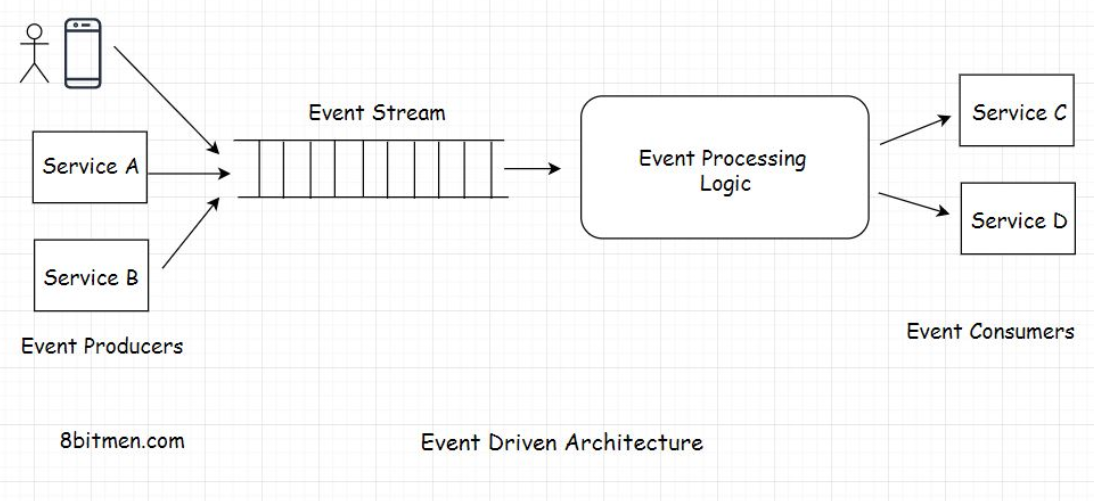 Event Stream
Service A
Service B
Event Producers
Event Processing
Logic
Service C
Service D
Event Consumers
8bitmen.com
Event Driven Architecture